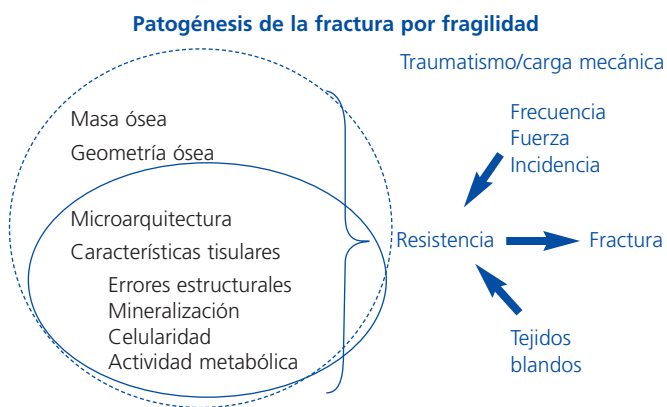 Patogénesis de la fractura por fragilidad
Traumatismo/carga mecánica
Masa ósea
Geometría ósea
Microarquitectura
Características tisulares
Errores estructurales
Mineralización
Celularidad
Actividad metabólica
Frecuencia
Fuerza
Incidencia
Resistencia
Fractura
Tejidos
blandos